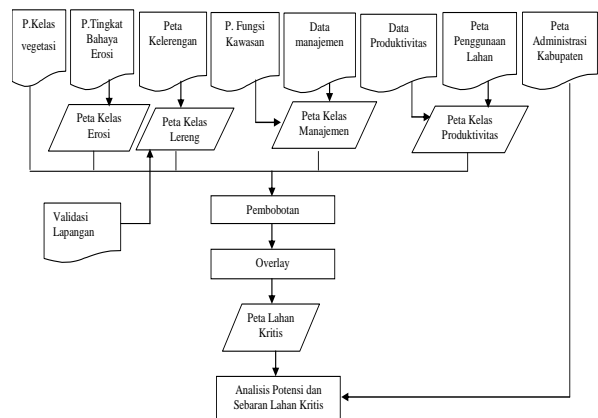 P.Kelas
vegetasi
P.Tingkat
Bahaya
Erosi
Peta
Kelerengan
P. Fungsi
Kawasan
Data
manajemen
Data
Produktivitas
Peta
Penggunaan
Lahan
Peta
Administrasi
Kabupaten
Peta Kelas
Erosi
Peta Kelas
Lereng
Peta Kelas
Manajemen
Peta Kelas
Produktivitas
Validasi
Lapangan
Pembobotan
Overlay
Peta Lahan
Kritis
Analisis Potensi dan
Sebaran Lahan Kritis